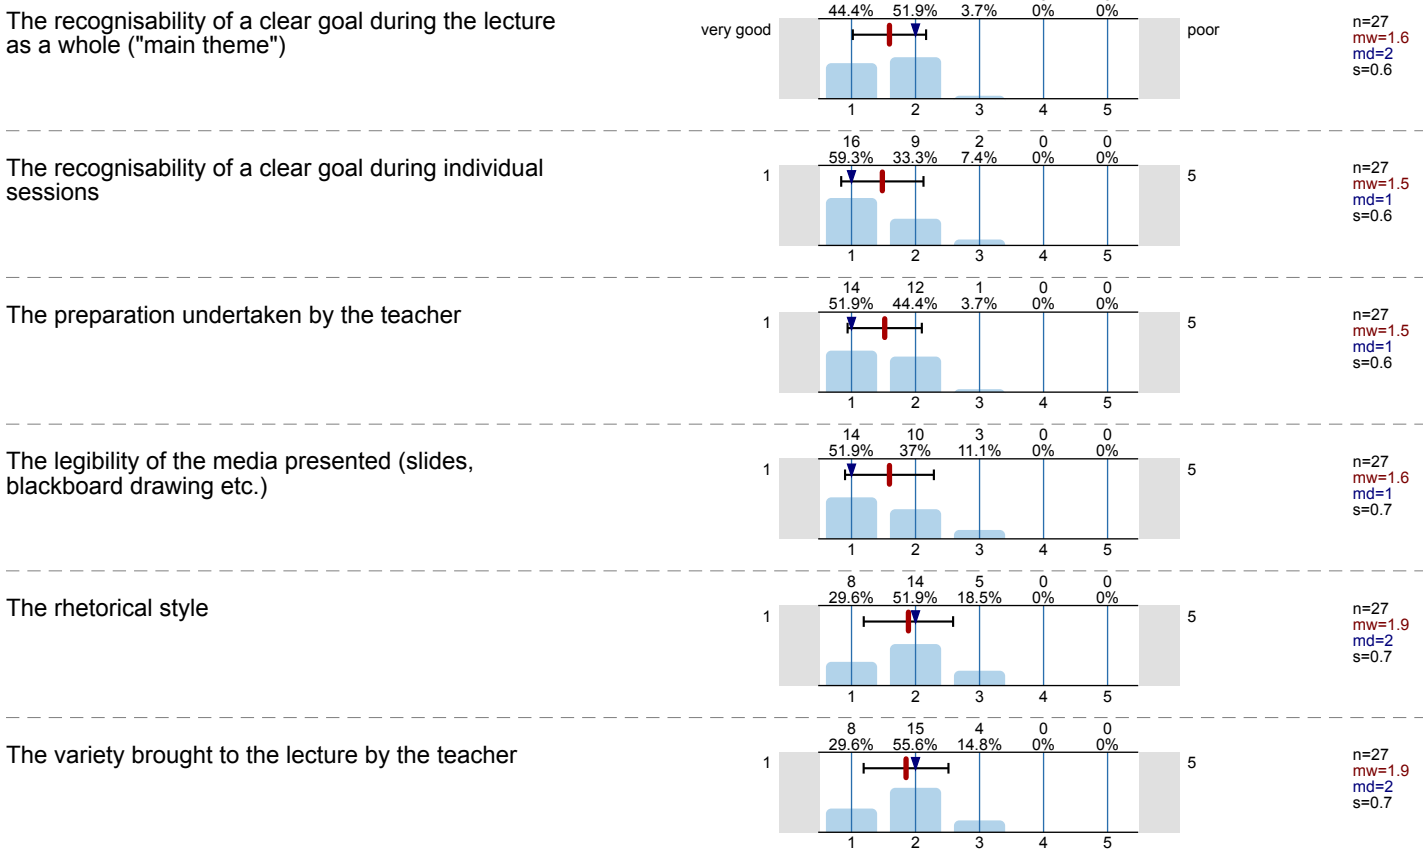 The recognisability of a clear goal during the lecture
as a whole ("main theme")
44.4% 51.9% 3.7% 0% 0%
very good
poor
1 2 3 4 5
n=27
mw=1.6
md=2
s=0.6
The recognisability of a clear goal during individual
sessions
16 9 2 0 0
59.3% 33.3% 7.4% 0% 0%
1
5
1 2 3 4 5
n=27
mw=1.5
md=1
s=0.6
The preparation undertaken by the teacher
14 12 1 0 0
51.9% 44.4% 3.7% 0% 0%
1
5
1 2 3 4 5
n=27
mw=1.5
md=1
s=0.6
The legibility of the media presented (slides,
blackboard drawing etc.)
14 10 3 0 0
51.9% 37% 11.1% 0% 0%
1
5
1 2 3 4 5
n=27
mw=1.6
md=1
s=0.7
The rhetorical style
8 14 5 0 0
29.6% 51.9% 18.5% 0% 0%
1
5
1 2 3 4 5
n=27
mw=1.9
md=2
s=0.7
The variety brought to the lecture by the teacher
8 15 4 0 0
29.6% 55.6% 14.8% 0% 0%
1
5
1 2 3 4 5
n=27
mw=1.9
md=2
s=0.7